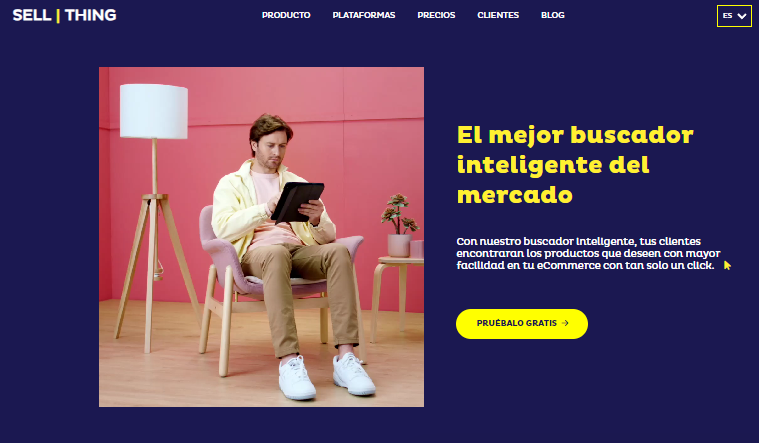 SELL | THING
PRODUCTO PLATAFORMAS PRECIOS CLIENTES BLOG
ES
El mejor buscador
inteligente del
mercado
Con nuestro buscador inteligente, tus clientes
encontraran los productos que deseen con mayor
facilidad en tu eCommerce con tan solo un click.
PRUÉBALO GRATIS →